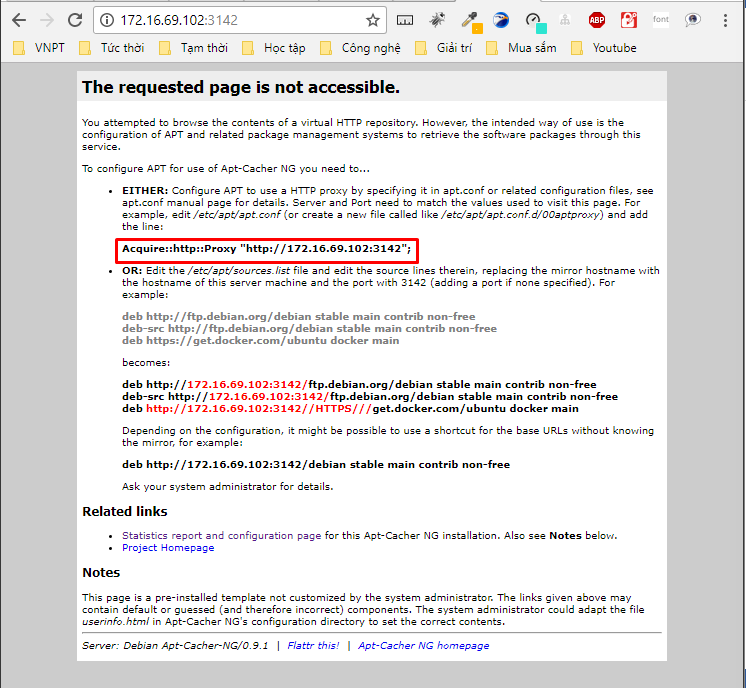 172.16.69.102:3142
ABP
font
VNPT
Tức thời
Tạm thời
Học tập
Công nghệ
Giải trí
Mua sắm
Youtube
The requested page is not accessible.
You attempted to browse the contents of a virtual HTTP repository. However, the intended way of use is the
configuration of APT and related package management systems to retrieve the software packages through this
service.
To configure APT for use of Apt-Cacher NG you need to...
• EITHER: Configure APT to use a HTTP proxy by specifying it in apt.conf or related configuration files, see
apt.conf manual page for details. Server and Port need to match the values used to visit this page. For
example, edit /etc/apt/apt.conf (or create a new file called like /etc/apt/apt.conf.d/00aptproxy) and add
the line:
Acquire::http::Proxy "http://172.16.69.102:3142";
• OR: Edit the /etc/apt/sources.list file and edit the source lines therein, replacing the mirror hostname with
the hostname of this server machine and the port with 3142 (adding a port if none specified). For
example:
deb http://ftp.debian.org/debian stable main contrib non-free
deb-src http://ftp.debian.org/debian stable main contrib non-free
deb https://get.docker.com/ubuntu docker main
becomes:
deb http://172.16.69.102:3142/ftp.debian.org/debian stable main contrib non-free
deb-src http://172.16.69.102:3142/ftp.debian.org/debian stable main contrib non-free
deb http://172.16.69.102:3142//HTTPS///get.docker.com/ubuntu docker main
Depending on the configuration, it might be possible to use a shortcut for the base URLs without knowing
the mirror, for example:
deb http://172.16.69.102:3142/debian stable main contrib non-free
Ask your system administrator for details.
Related links
• Statistics report and configuration page for this Apt-Cacher NG installation. Also see Notes below.
• Project Homepage
Notes
This page is a pre-installed template not customized by the system administrator. The links given above may
contain default or guessed (and therefore incorrect) components. The system administrator could adapt the file
userinfo.html in Apt-Cacher NG's configuration directory to set the correct contents.
Server: Debian Apt-Cacher-NG/0.9.1 | Flattr this! | Apt-Cacher NG homepage